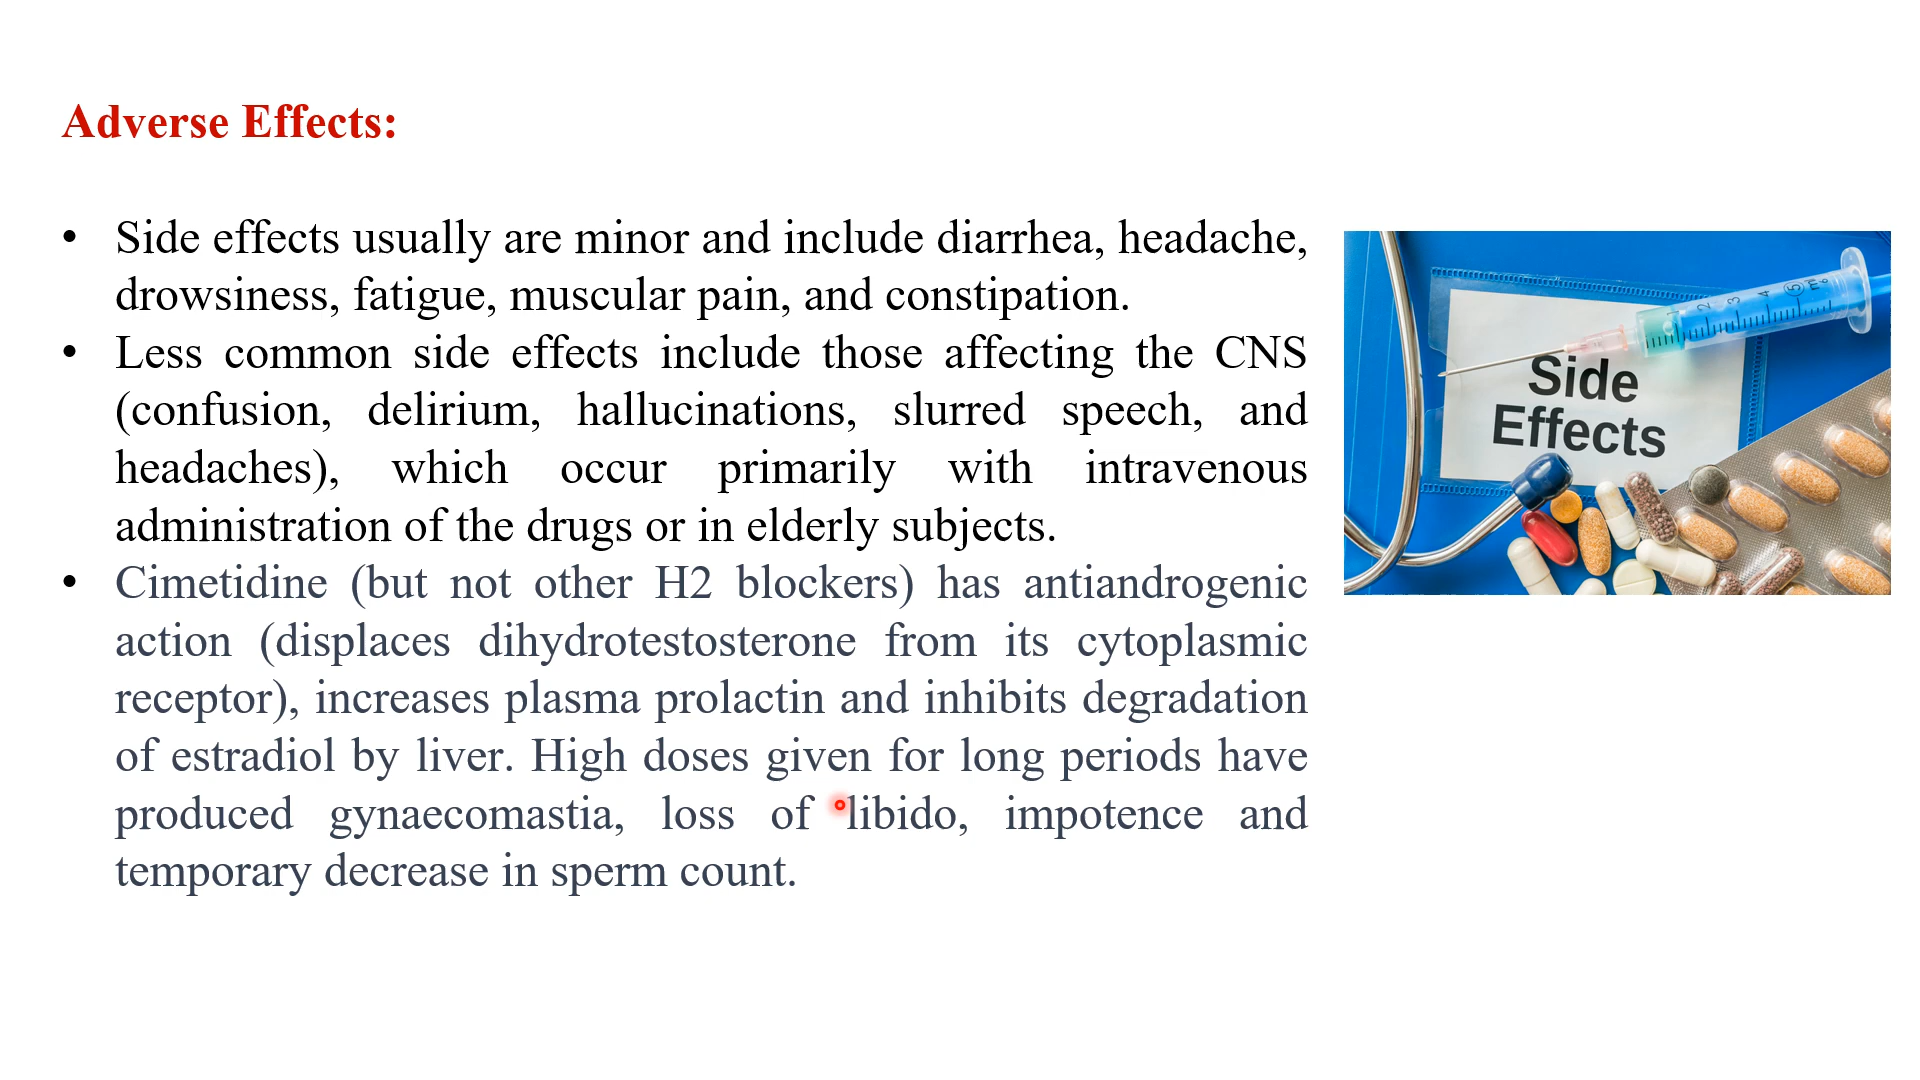 Adverse Effects:
• Side effects usually are minor and include diarrhea, headache,
drowsiness, fatigue, muscular pain, and constipation.
• Less common side effects include those affecting the CNS
(confusion, delirium, hallucinations, slurred speech, and
headaches), which occur primarily with intravenous
administration of the drugs or in elderly subjects.
• Cimetidine (but not other H2 blockers) has antiandrogenic
action (displaces dihydrotestosterone from its cytoplasmic
receptor), increases plasma prolactin and inhibits degradation
of estradiol by liver. High doses given for long periods have
produced gynaecomastia, loss of libido, impotence and
temporary decrease in sperm count.
Side
Effects
2 3 4 5